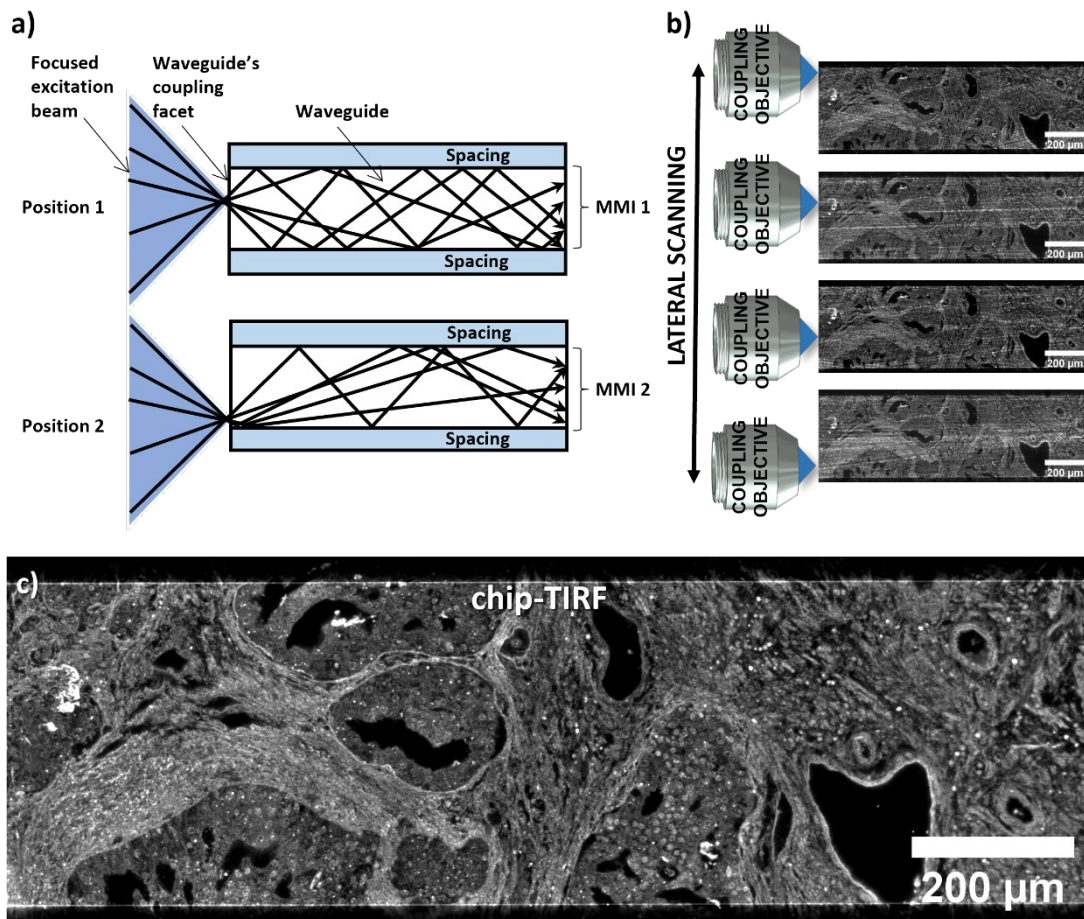 a)
Focused
excitation
beam
Waveguide's
coupling
facet
Waveguide
Spacing
Position 1
MMI 1
Spacing
Spacing
Position 2
MMI 2
Spacing
b)
LATERAL SCANNING
COUPLING
OBJECTIVE
200 µm
COUPLING
OBJECTIVE
200 µm
COUPLING
OBJECTIVE
200 µm
COUPLING
OBJECTIVE
200 µm
c)
chip-TIRF
200 µm